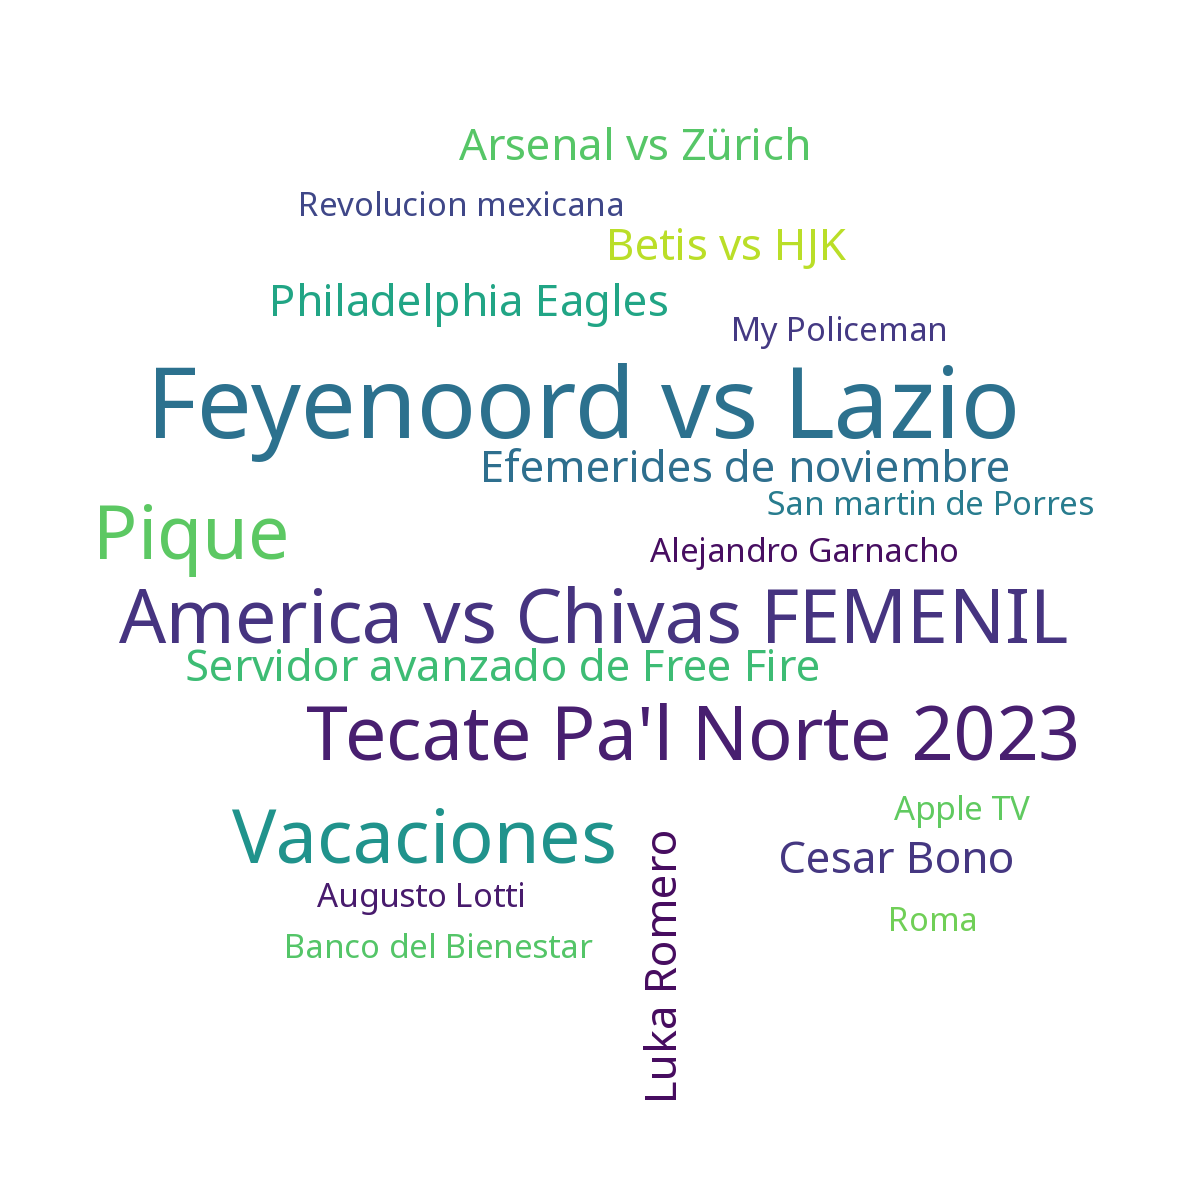 Arsenal vs Zürich
Revolucion mexicana
Betis vs HJK
Philadelphia Eagles
My Policeman
Feyenoord vs Lazio
Efemerides de noviembre
San martin de Porres
Pique
Alejandro Garnacho
America vs Chivas FEMENIL
Servidor avanzado de Free Fire
Tecate Pa'l Norte 2023
Apple TV
Vacaciones
Cesar Bono
Augusto Lotti
Roma
Banco del Bienestar
Luka Romero